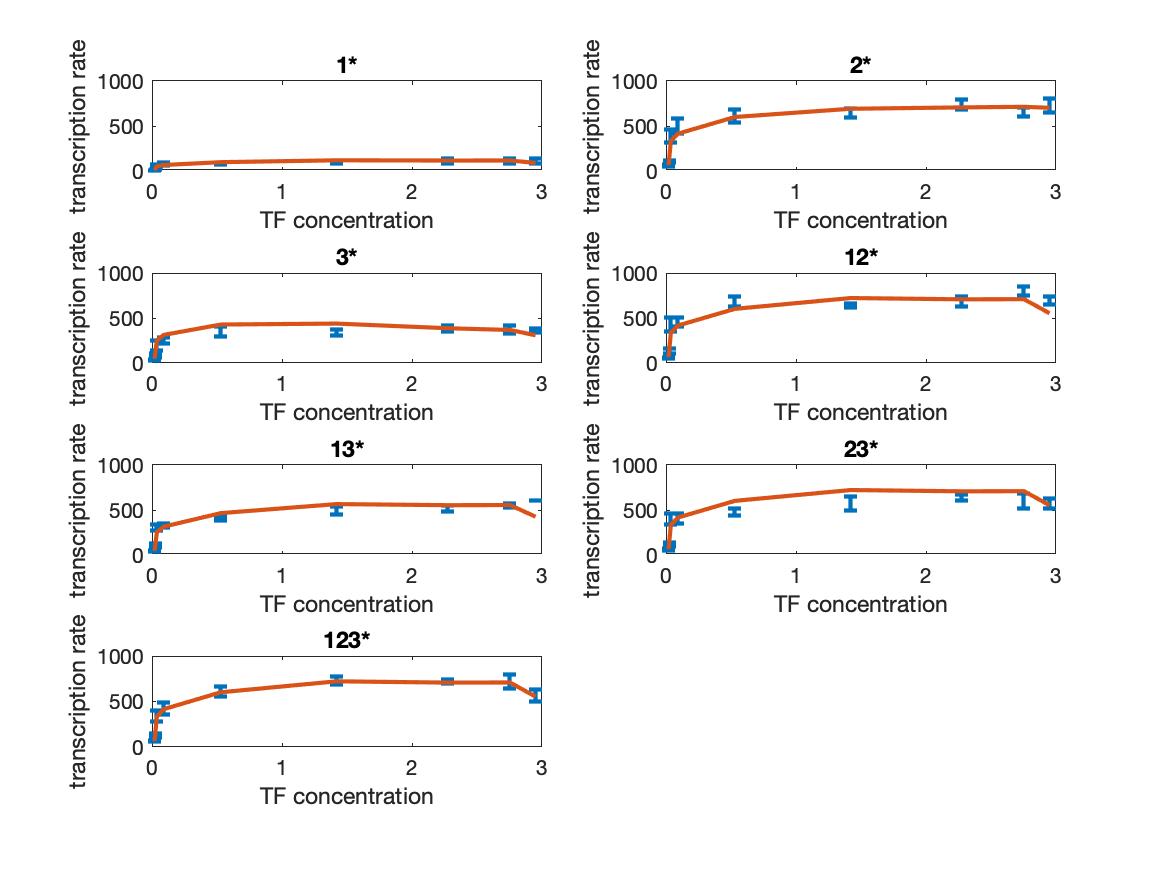 1*
transcription rate
1000
500
0
0 1 2 3
TF concentration
2*
transcription rate
1000
500
0
0 1 2 3
TF concentration
3*
transcription rate
1000
500
0
0 1 2 3
TF concentration
12*
transcription rate
1000
500
0
0 1 2 3
TF concentration
13*
transcription rate
1000
500
0
0 1 2 3
TF concentration
23*
transcription rate
1000
500
0
0 1 2 3
TF concentration
123*
transcription rate
1000
500
0
0 1 2 3
TF concentration